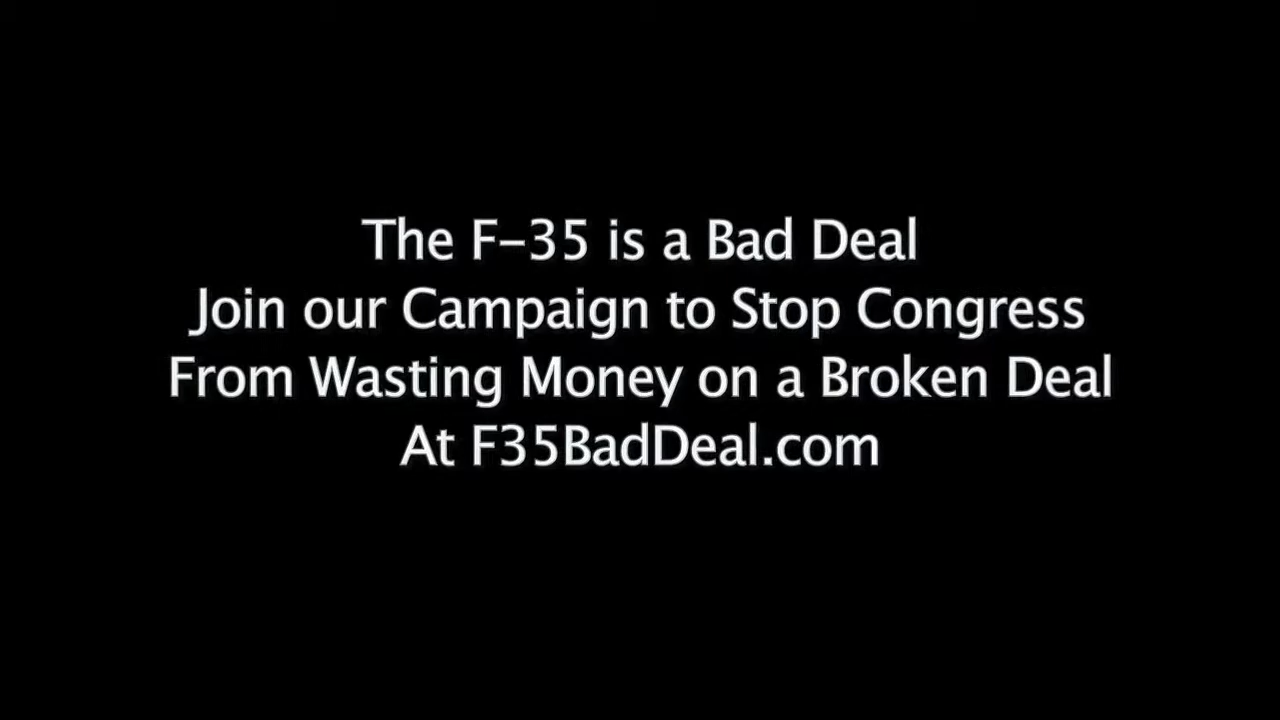 The F-35 is a Bad Deal
Join our Campaign to Stop Congress
From Wasting Money on a Broken Deal
At F35BadDeal.com